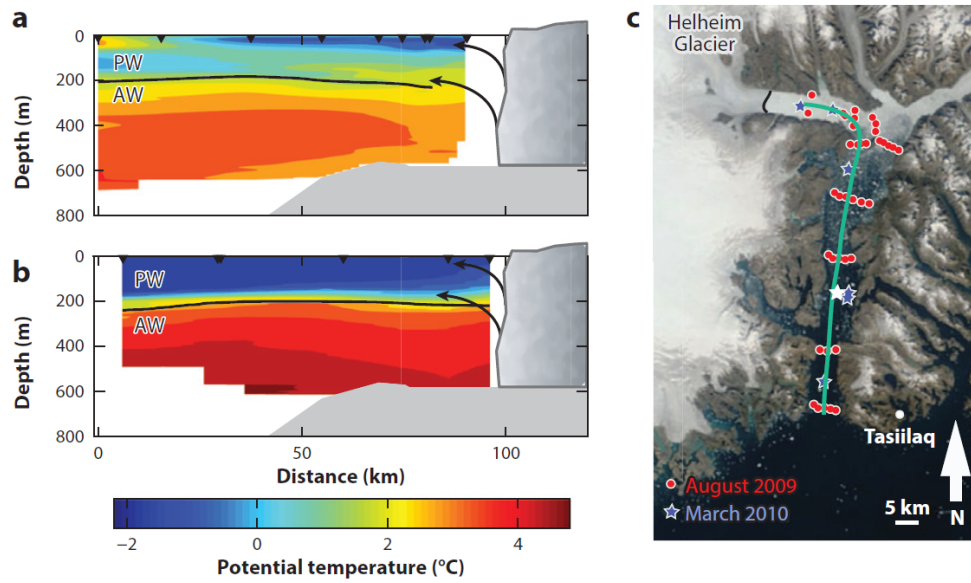 a
0
200
400
600
800
Depth (m)
PW
AW
b
0
200
400
600
800
Depth (m)
PW
AW
0
50
100
Distance (km)
−2
0
2
4
Potential temperature (°C)
c
Helheim
Glacier
Tasiilaq
August 2009
March 2010
5 km
N